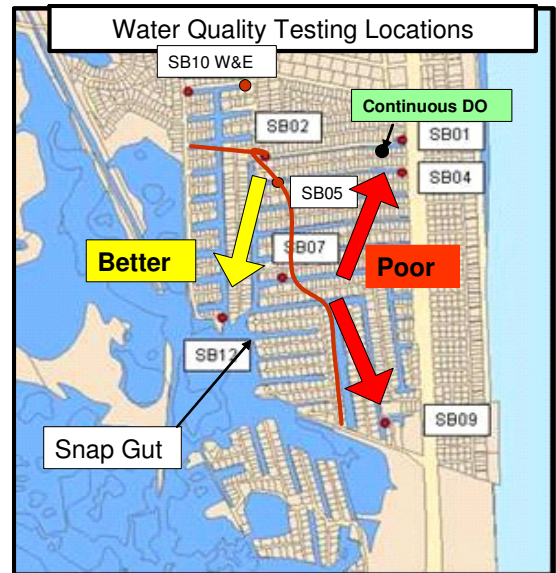 Water Quality Testing Locations
SB10 W&E
Continuous DO
SB02
SB01
SB04
SB05
Better
SB07
Poor
SB12
SB09
Snap Gut